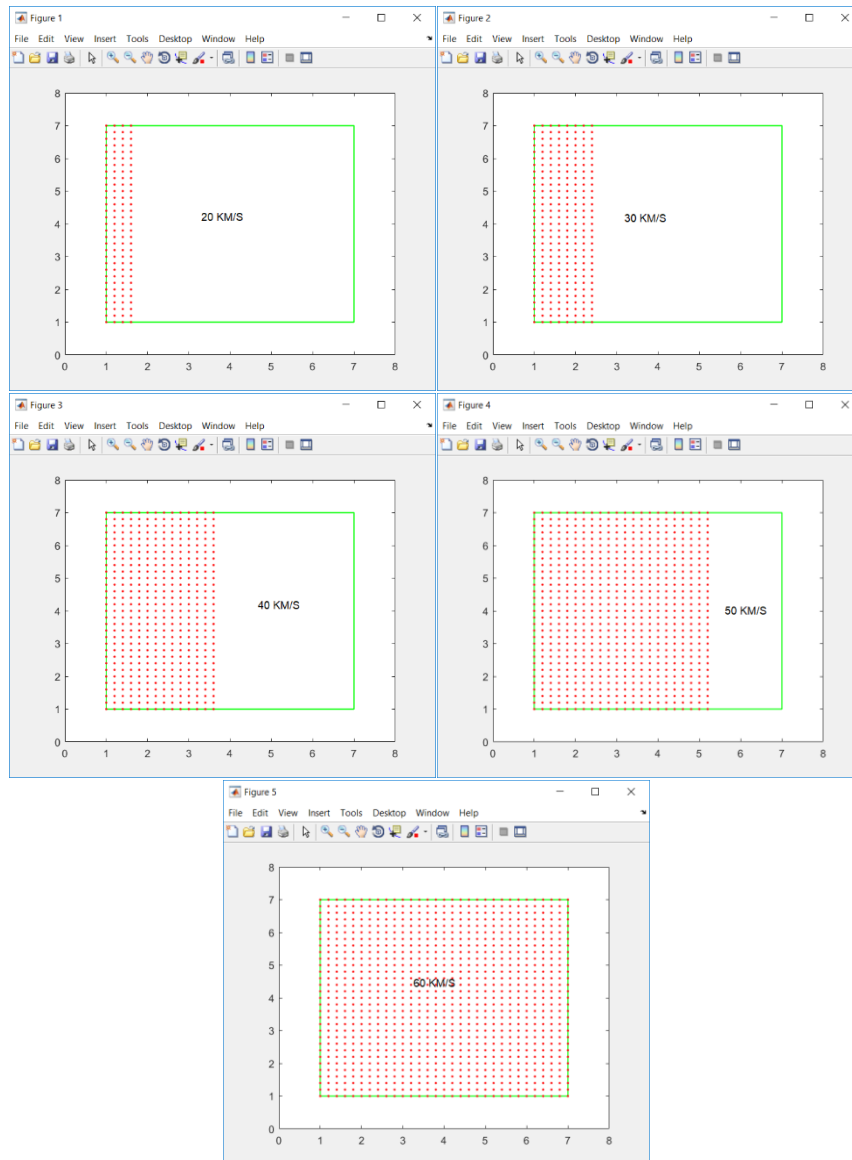 Figure 1
File Edit View Insert Tools Desktop Window Help
8
7
6
5
4
3
2
1
0
20 KM/S
0 1 2 3 4 5 6 7 8
Figure 2
File Edit View Insert Tools Desktop Window Help
8
7
6
5
4
3
2
1
0
30 KM/S
0 1 2 3 4 5 6 7 8
Figure 3
File Edit View Insert Tools Desktop Window Help
8
7
6
5
4
3
2
1
0
40 KM/S
0 1 2 3 4 5 6 7 8
Figure 4
File Edit View Insert Tools Desktop Window Help
8
7
6
5
4
3
2
1
0
50 KM/S
0 1 2 3 4 5 6 7 8
Figure 5
File Edit View Insert Tools Desktop Window Help
8
7
6
5
4
3
2
1
0
60 KM/S
0 1 2 3 4 5 6 7 8